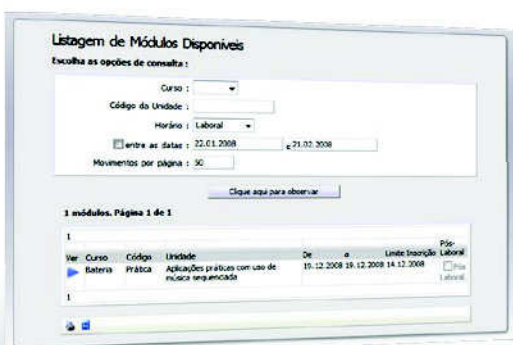 Listagem de Módulos Disponíveis
Escolha as opções de consulta :
Curso :
Código da Unidade :
Horário : Laboral
entre as datas : 22.01.2008 e 21.02.2008
Movimentos por página : 50
Clique aqui para observar
1 módulos. Página 1 de 1
1
Ver Curso Código Unidade De a Limite Inscrição Pós-Laboral
Bateria Prática Aplicações práticas com uso de música sequenciada 19.12.2008 19.12.2008 14.12.2008 Pós Laboral
1